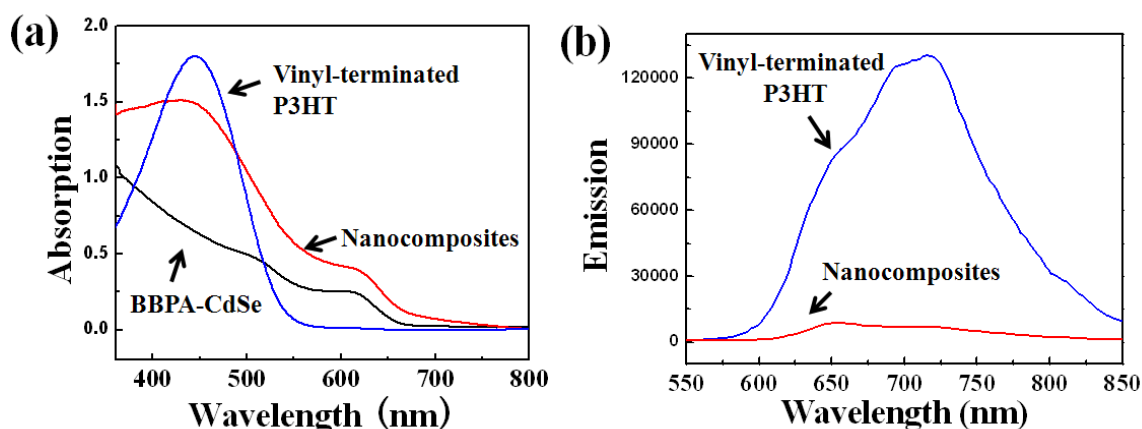 (a)
2.0
1.5
1.0
0.5
0.0
Absorption
Vinyl-terminated
P3HT
Nanocomposites
BBPA-CdSe
400 500 600 700 800
Wavelength (nm)
(b)
120000
90000
60000
30000
0
Emission
Vinyl-terminated
P3HT
Nanocomposites
550 600 650 700 750 800 850
Wavelength (nm)